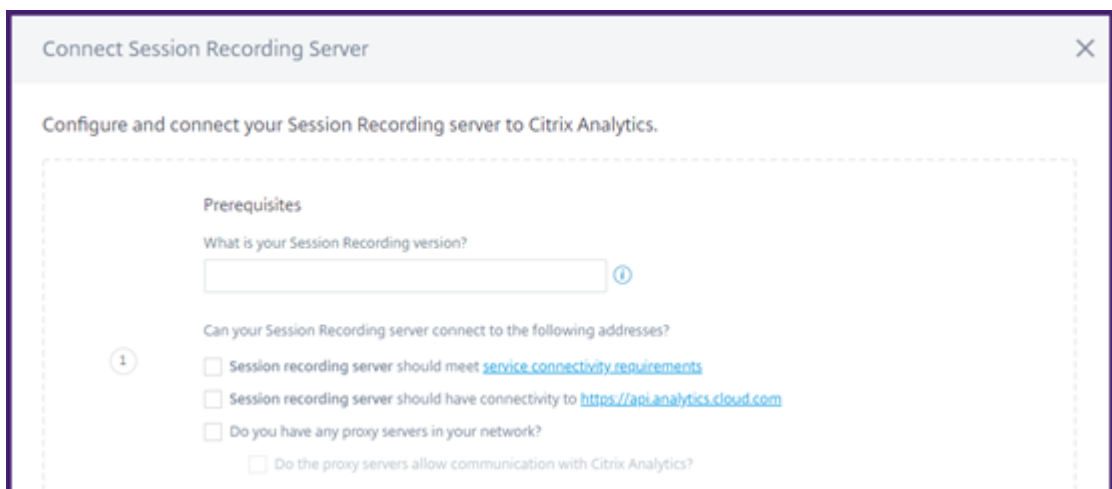 Connect Session Recording Server
Configure and connect your Session Recording server to Citrix Analytics.
Prerequisites
What is your Session Recording version?
Can your Session Recording server connect to the following addresses?
1
Session recording server should meet service connectivity requirements
Session recording server should have connectivity to https://api.analytics.cloud.com
Do you have any proxy servers in your network?
Do the proxy servers allow communication with Citrix Analytics?